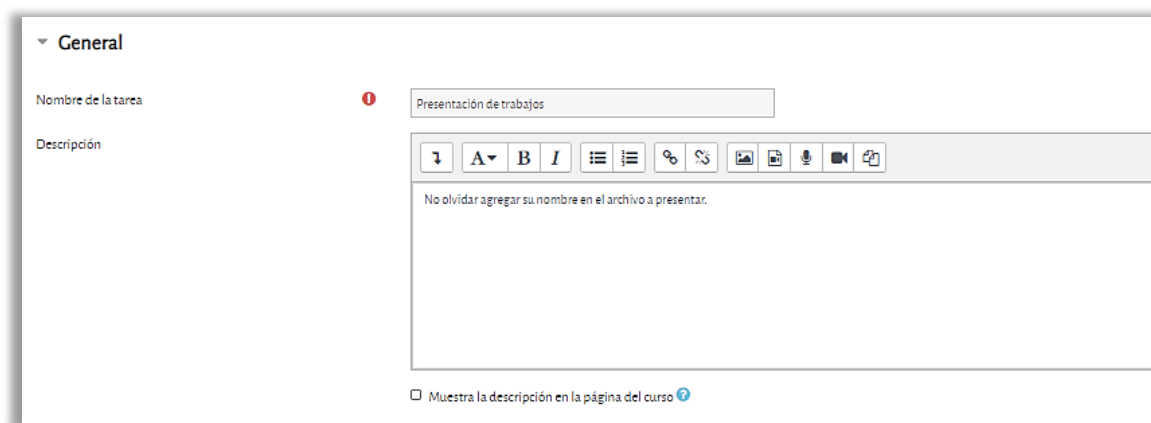 General
Nombre de la tarea
Presentación de trabajos
Descripción
A B I
No olvidar agregar su nombre en el archivo a presentar.
Muestra la descripción en la página del curso